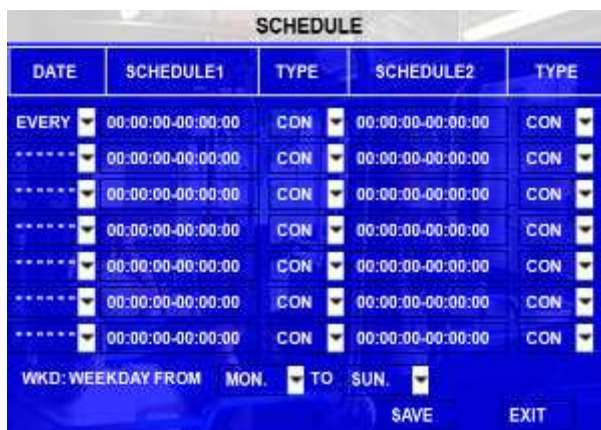 SCHEDULE
DATE SCHEDULE1 TYPE SCHEDULE2 TYPE
EVERY 00:00:00-00:00:00 CON 00:00:00-00:00:00 CON
------ 00:00:00-00:00:00 CON 00:00:00-00:00:00 CON
------ 00:00:00-00:00:00 CON 00:00:00-00:00:00 CON
------ 00:00:00-00:00:00 CON 00:00:00-00:00:00 CON
------ 00:00:00-00:00:00 CON 00:00:00-00:00:00 CON
------ 00:00:00-00:00:00 CON 00:00:00-00:00:00 CON
------ 00:00:00-00:00:00 CON 00:00:00-00:00:00 CON
WKD: WEEKDAY FROM MON. TO SUN.
SAVE EXIT